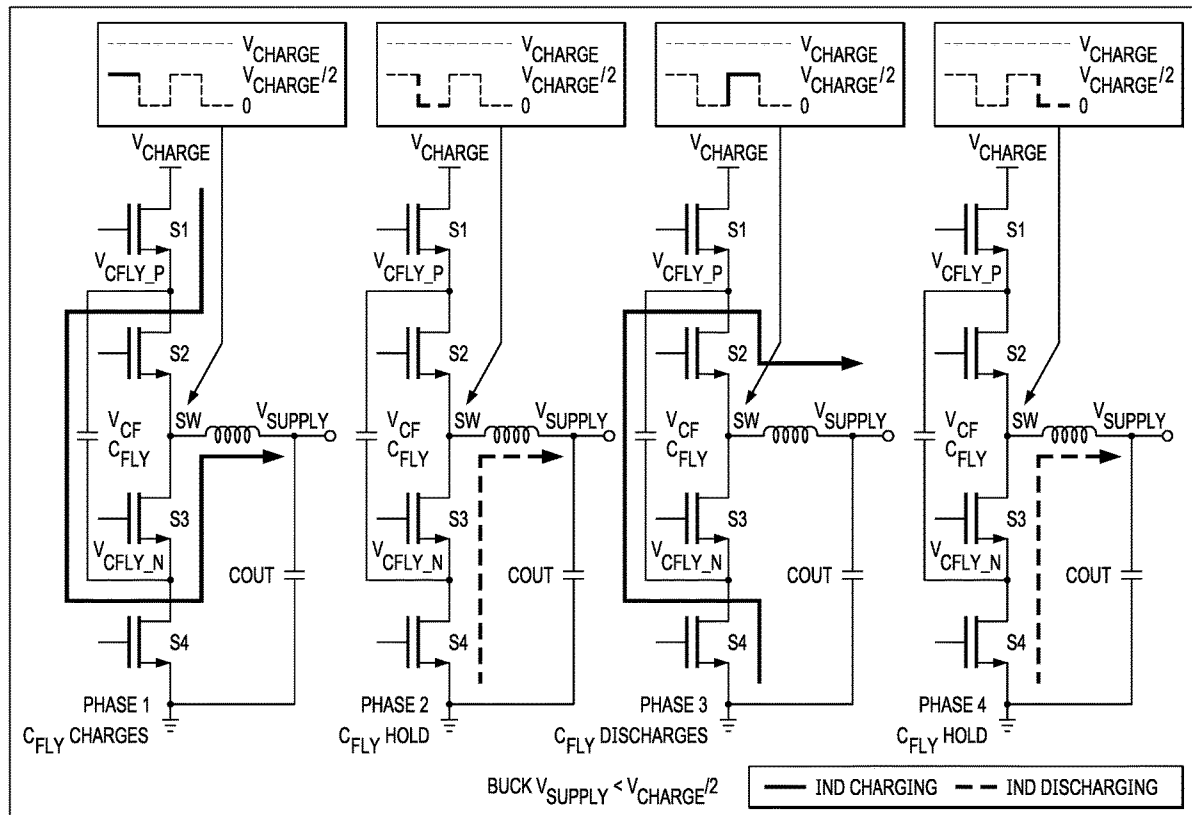 VCHARGE
VCHARGE/2
0
VCHARGE
S1
VCFLY_P
S2
SW
VSUPPLY
VCF
CFLY
S3
VCFLY_N
COUT
S4
PHASE 1
CFLY CHARGES
VCHARGE
VCHARGE/2
0
VCHARGE
S1
VCFLY_P
S2
SW
VSUPPLY
VCF
CFLY
S3
VCFLY_N
COUT
S4
PHASE 2
CFLY HOLD
VCHARGE
VCHARGE/2
0
VCHARGE
S1
VCFLY_P
S2
SW
VSUPPLY
VCF
CFLY
S3
VCFLY_N
COUT
S4
PHASE 3
CFLY DISCHARGES
VCHARGE
VCHARGE/2
0
VCHARGE
S1
VCFLY_P
S2
SW
VSUPPLY
VCF
CFLY
S3
VCFLY_N
COUT
S4
PHASE 4
CFLY HOLD
BUCK VSUPPLY < VCHARGE/2
IND CHARGING
IND DISCHARGING